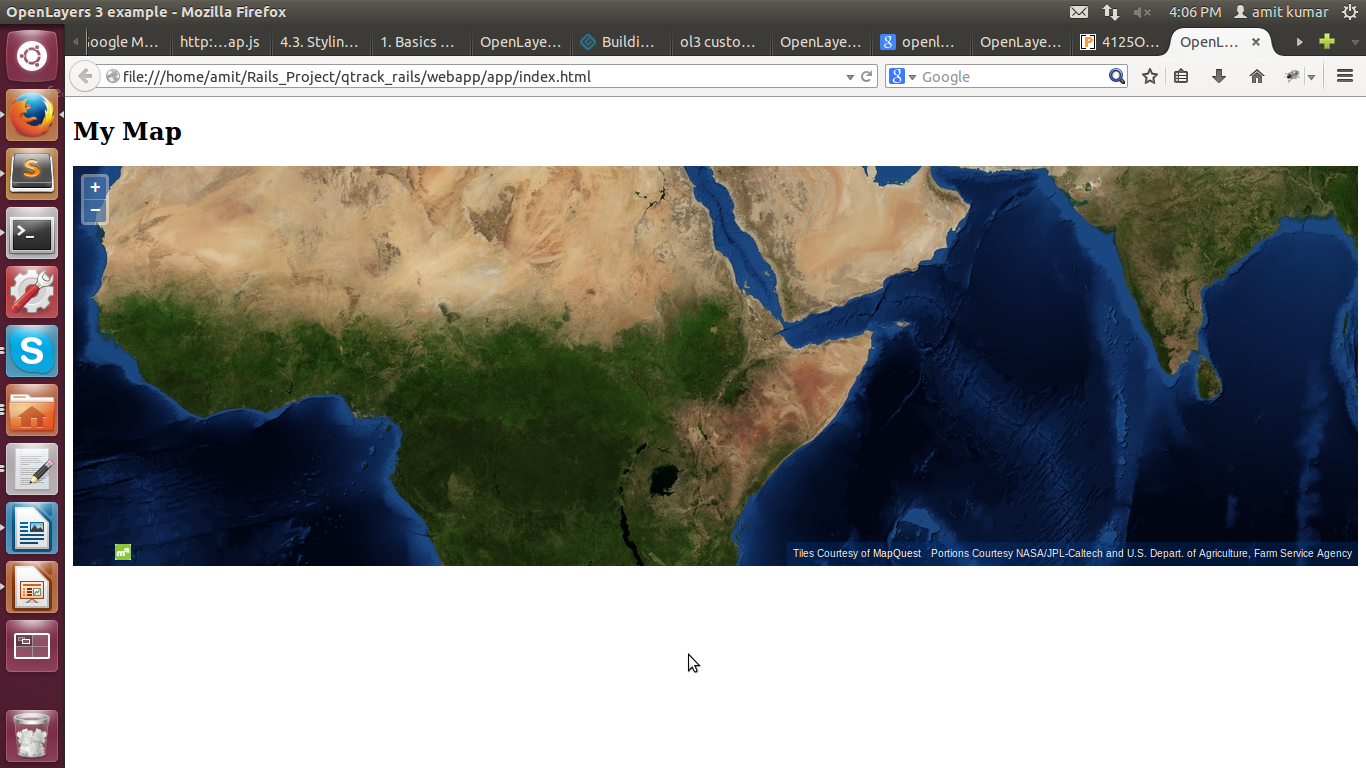 OpenLayers 3 example - Mozilla Firefox
4:06 PM amit kumar
oogle M... http:...ap.js 4.3. Stylin... 1. Basics ... OpenLaye... Buildi... ol3 custo... OpenLaye... openl... OpenLaye... 4125O... OpenL...
file:///home/amit/Rails_Project/qtrack_rails/webapp/app/index.html
Google
My Map
+
−
Tiles Courtesy of MapQuest Portions Courtesy NASA/JPL-Caltech and U.S. Depart. of Agriculture, Farm Service Agency